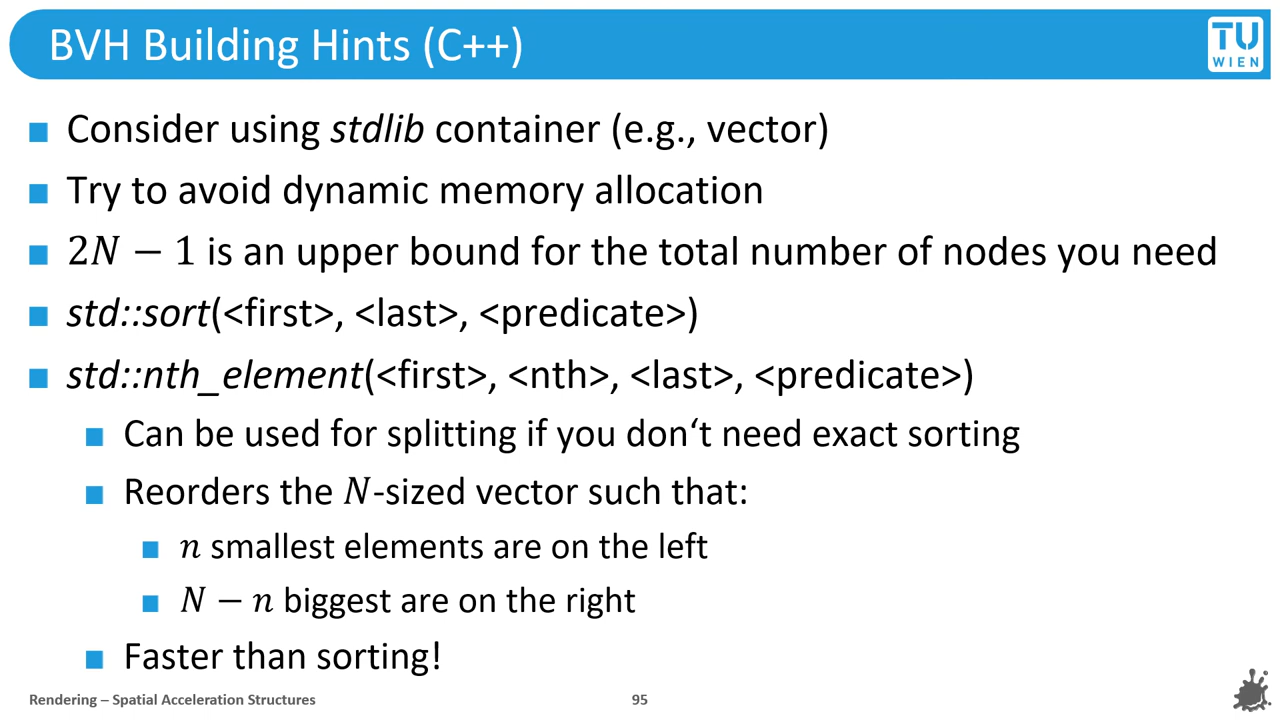 BVH Building Hints (C++)
TU
WIEN
Consider using stdlib container (e.g., vector)
Try to avoid dynamic memory allocation
2N − 1 is an upper bound for the total number of nodes you need
std::sort(<first>, <last>, <predicate>)
std::nth_element(<first>, <nth>, <last>, <predicate>)
Can be used for splitting if you don‘t need exact sorting
Reorders the N-sized vector such that:
n smallest elements are on the left
N − n biggest are on the right
Faster than sorting!
Rendering – Spatial Acceleration Structures
95